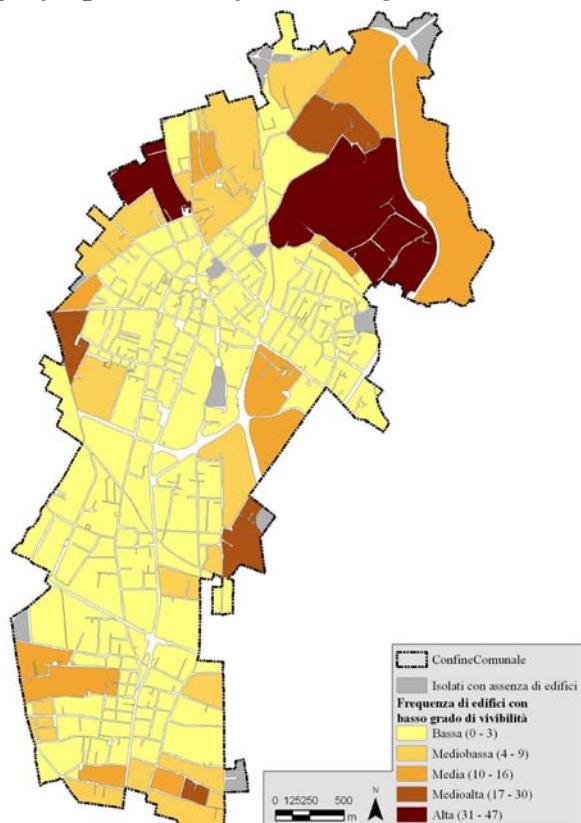 ConfineComunale
Isolati con assenza di edifici
Frequenza di edifici con
basso grado di vivibilità
Bassa (0 - 3)
Mediobassa (4 - 9)
Media (10 - 16)
Medioalta (17 - 30)
Alta (31 - 47)
N
0 125250 500
m